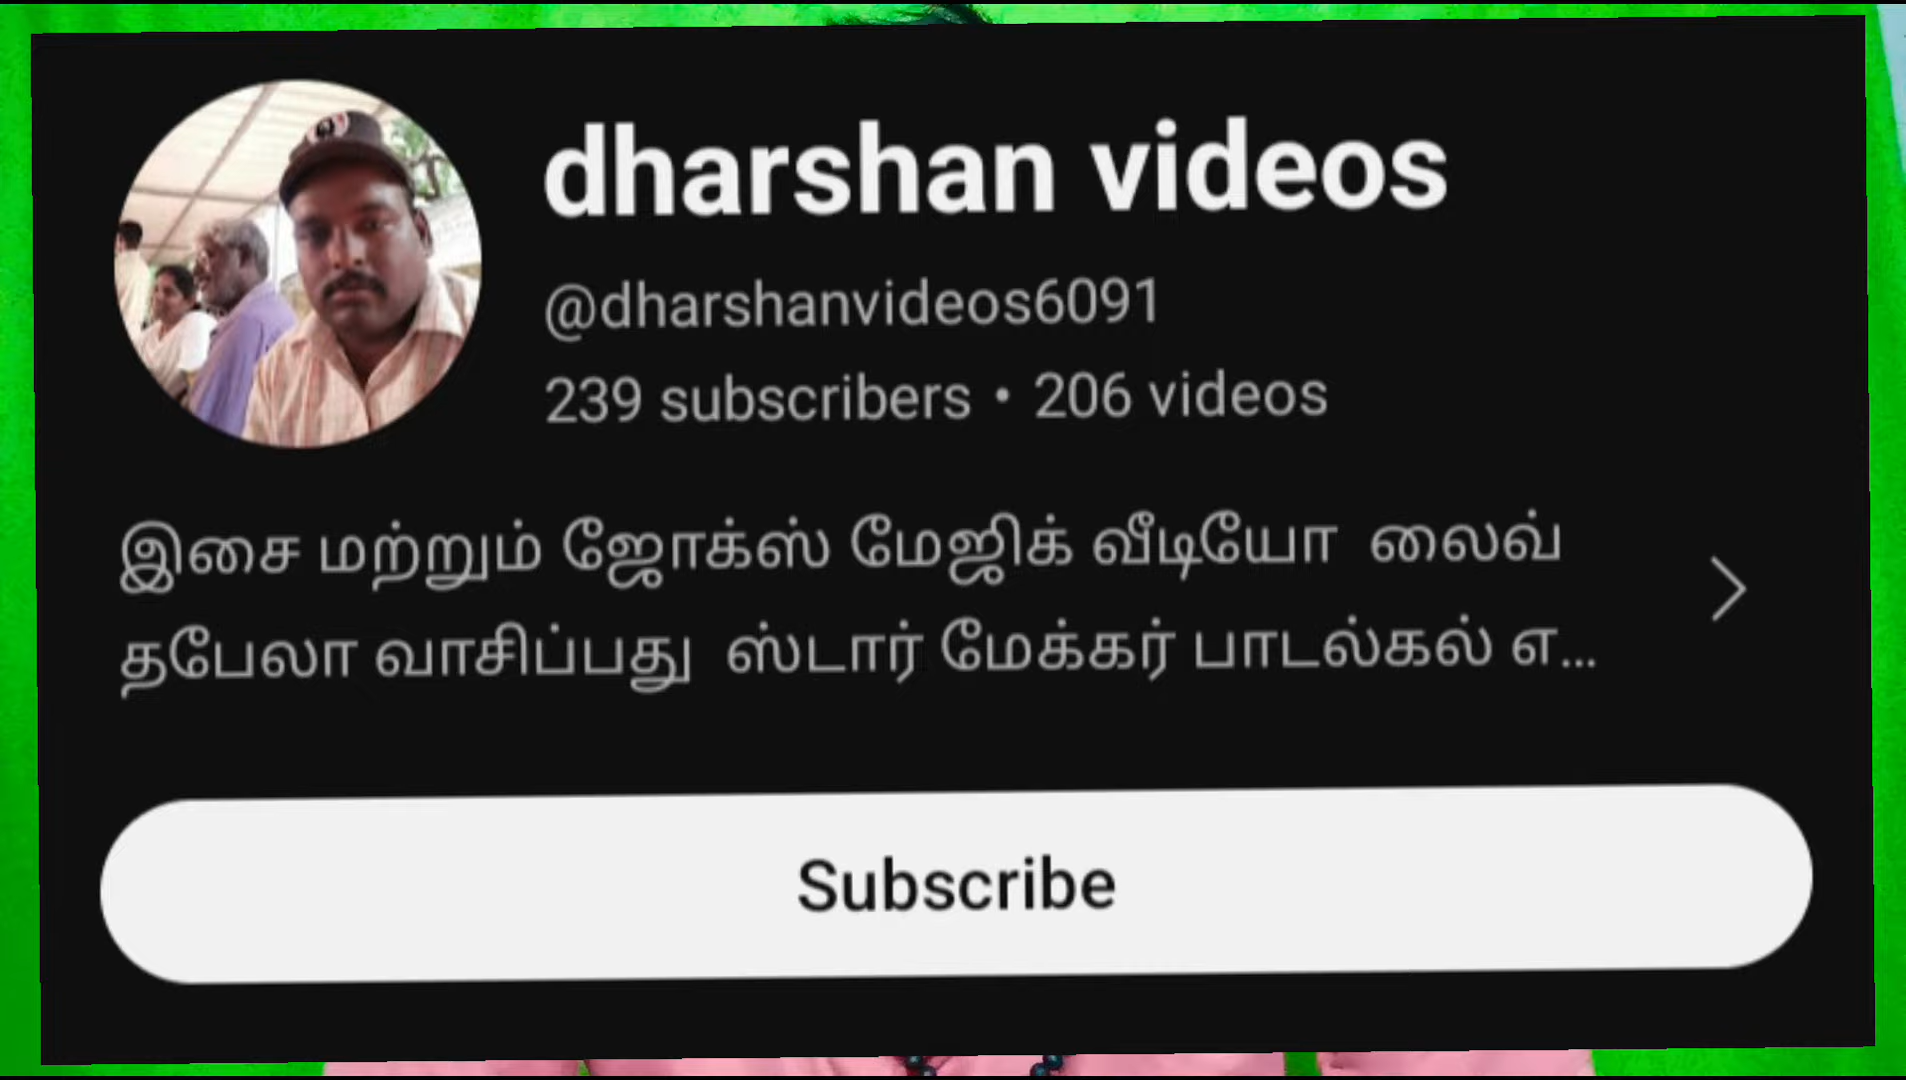 dharshan videos
@dharshanvideos6091
239 subscribers • 206 videos
இசை மற்றும் ஜோக்ஸ் மேஜிக் வீடியோ லைவ்
தபேலா வாசிப்பது ஸ்டார் மேக்கர் பாடல்கல் எ...
Subscribe